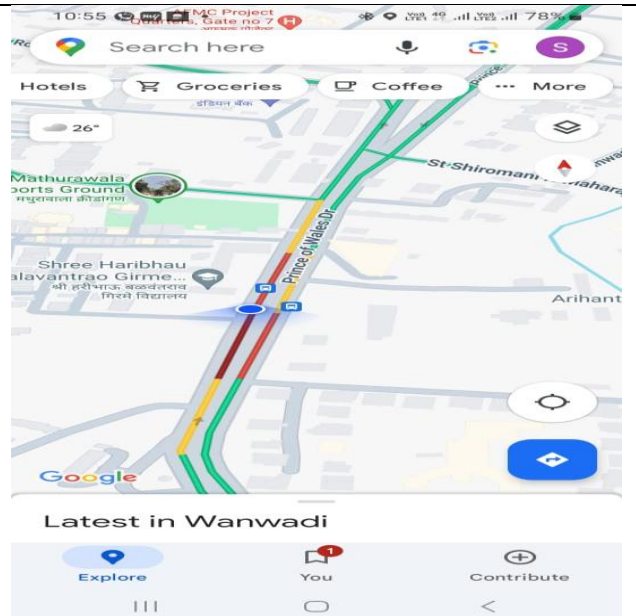 10:55
78%
AFMC Project
Quarters, Gate no 7
Search here
S
Hotels
Groceries
Coffee
More
इंडियन बँक
26°
St Shiromani
Mathurawala
ports Ground
मथुरावाला क्रीडांगण
Prince of Wales Dr
Shree Haribhau
alavantrao Girme...
श्री हरीभाऊ बळवंतराव
गिरमे विद्यालय
Arihant
Google
Latest in Wanwadi
1
Explore
You
Contribute